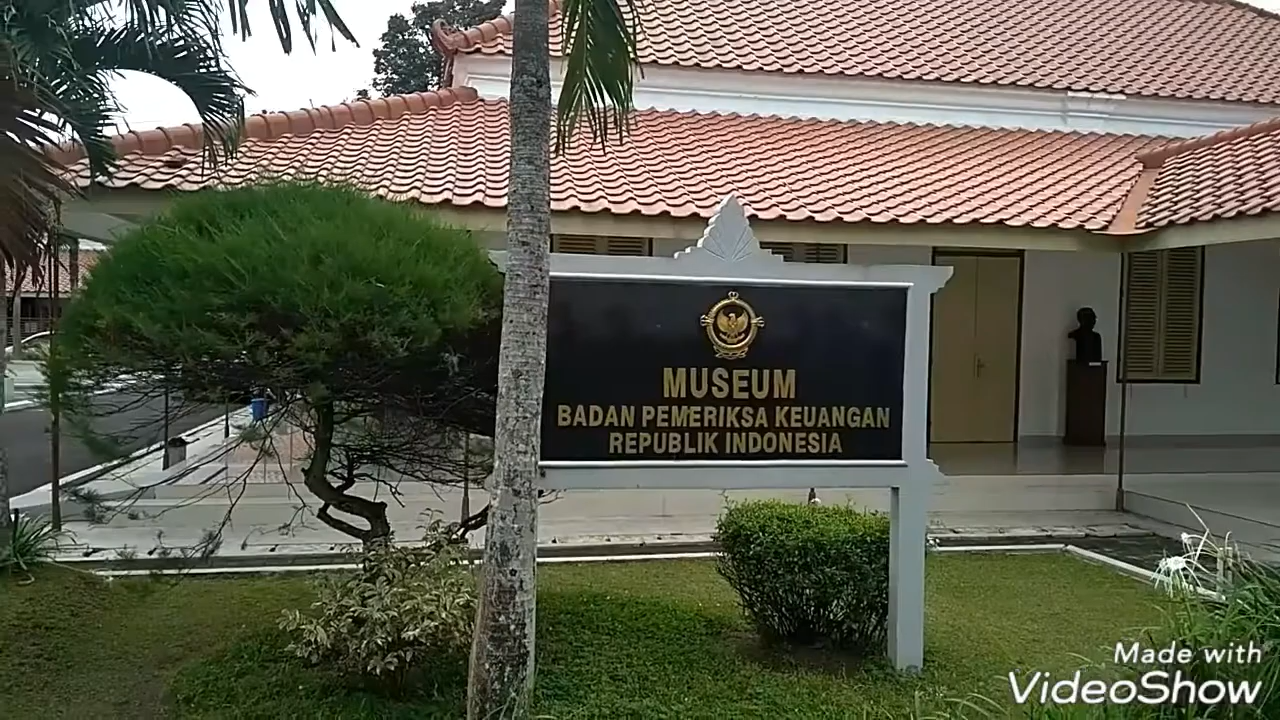 MUSEUM
BADAN PEMERIKSA KEUANGAN
REPUBLIK INDONESIA
Made with
VideoShow